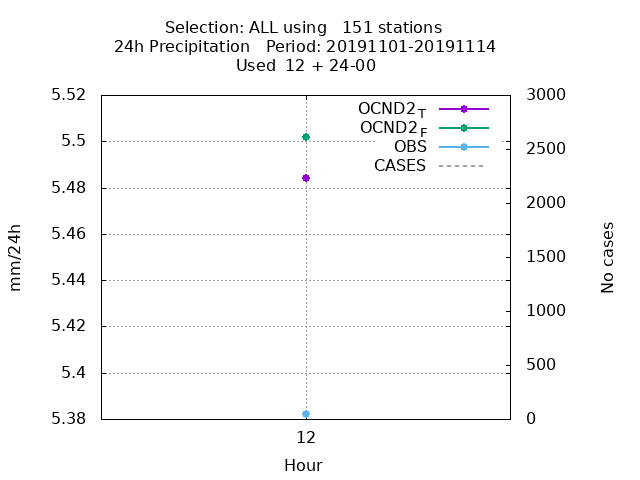 Selection: ALL using   151 stations
24h Precipitation   Period: 20191101-20191114
Used  12 + 24-00
5.52
5.5
5.48
5.46
5.44
5.42
5.4
5.38
mm/24h
OCND2T
OCND2F
OBS
CASES
3000
2500
2000
1500
1000
500
0
No cases
12
Hour